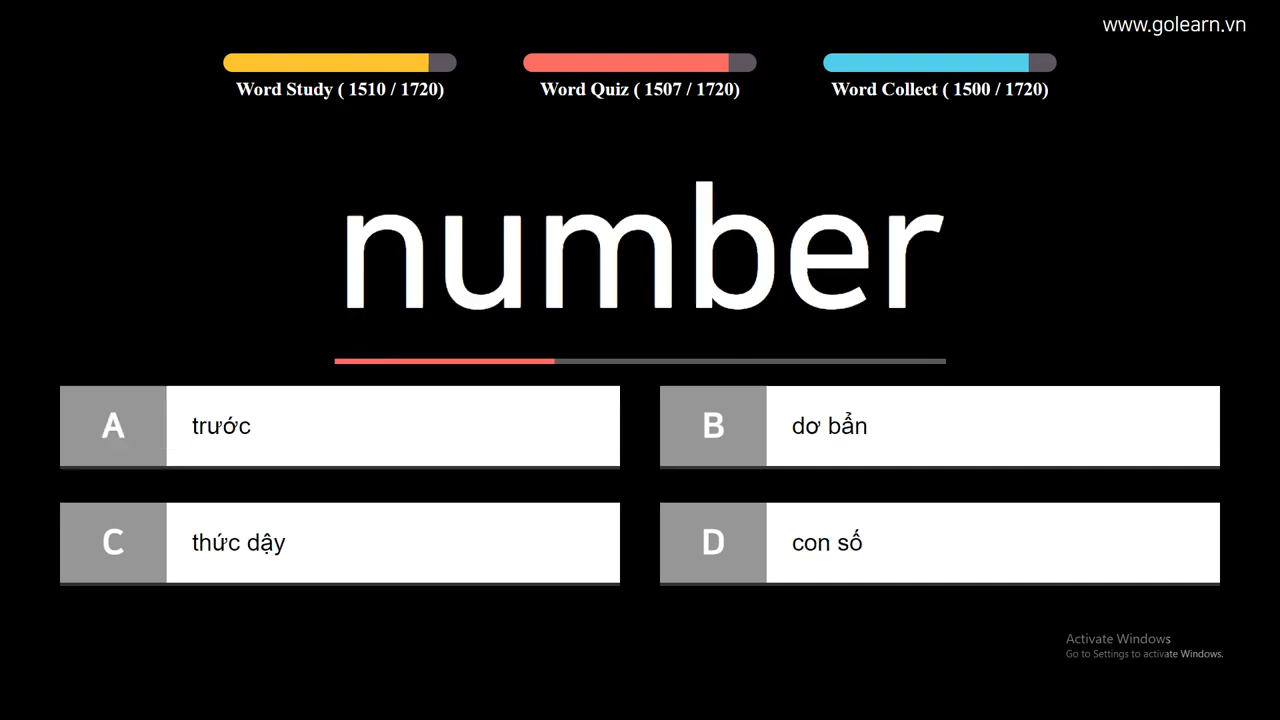 www.golearn.vn
Word Study ( 1510 / 1720)
Word Quiz ( 1507 / 1720)
Word Collect ( 1500 / 1720)
number
A trước
B dơ bẩn
C thức dậy
D con số
Activate Windows
Go to Settings to activate Windows.